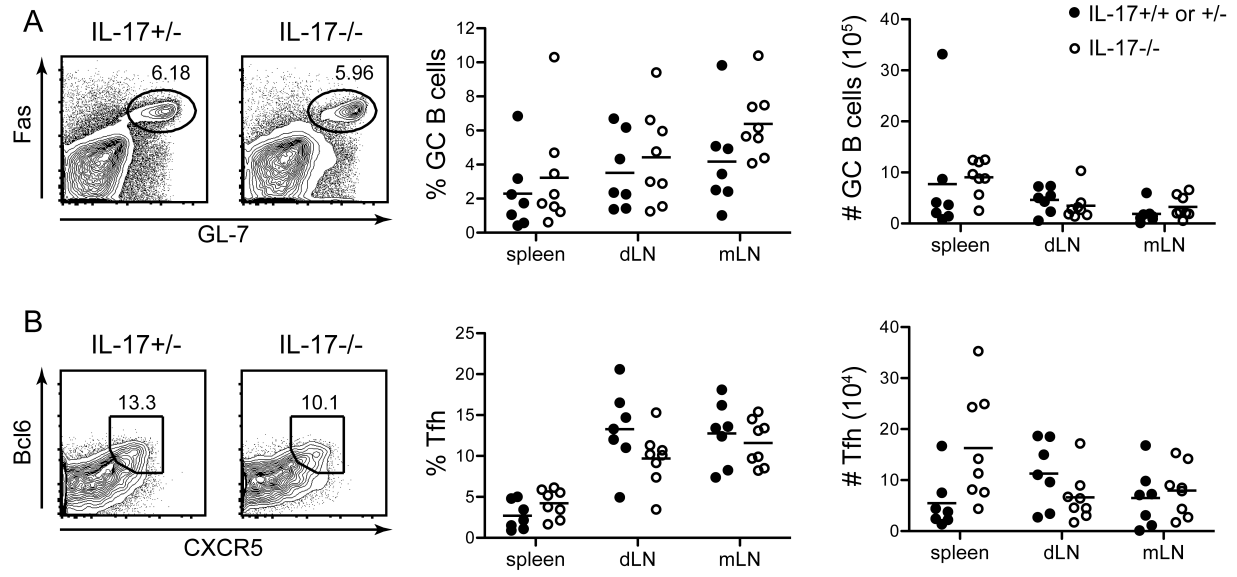 A
IL-17+/-
IL-17-/-
6.18
5.96
Fas
GL-7
% GC B cells
12
10
8
6
4
2
0
spleen
dLN
mLN
# GC B cells (10⁵)
40
30
20
10
0
spleen
dLN
mLN
IL-17+/+ or +/-
IL-17-/-
B
IL-17+/-
IL-17-/-
13.3
10.1
Bcl6
CXCR5
% Tfh
25
20
15
10
5
0
spleen
dLN
mLN
# Tfh (10⁴)
40
30
20
10
0
spleen
dLN
mLN